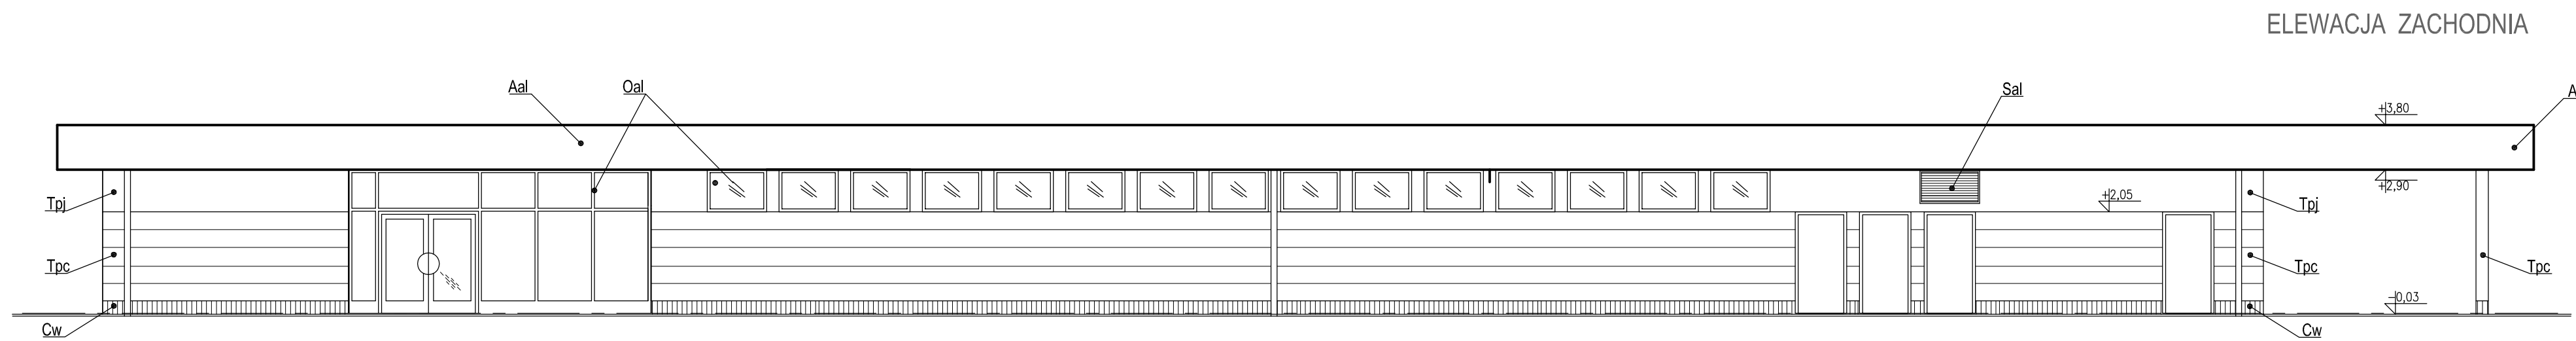 ELEWACJA ZACHODNIA
Aal
Oal
Sal
A
+3,80
+2,90
+2,05
Tpj
Tpj
Tpc
Tpc
Tpc
-0,03
Cw
Cw